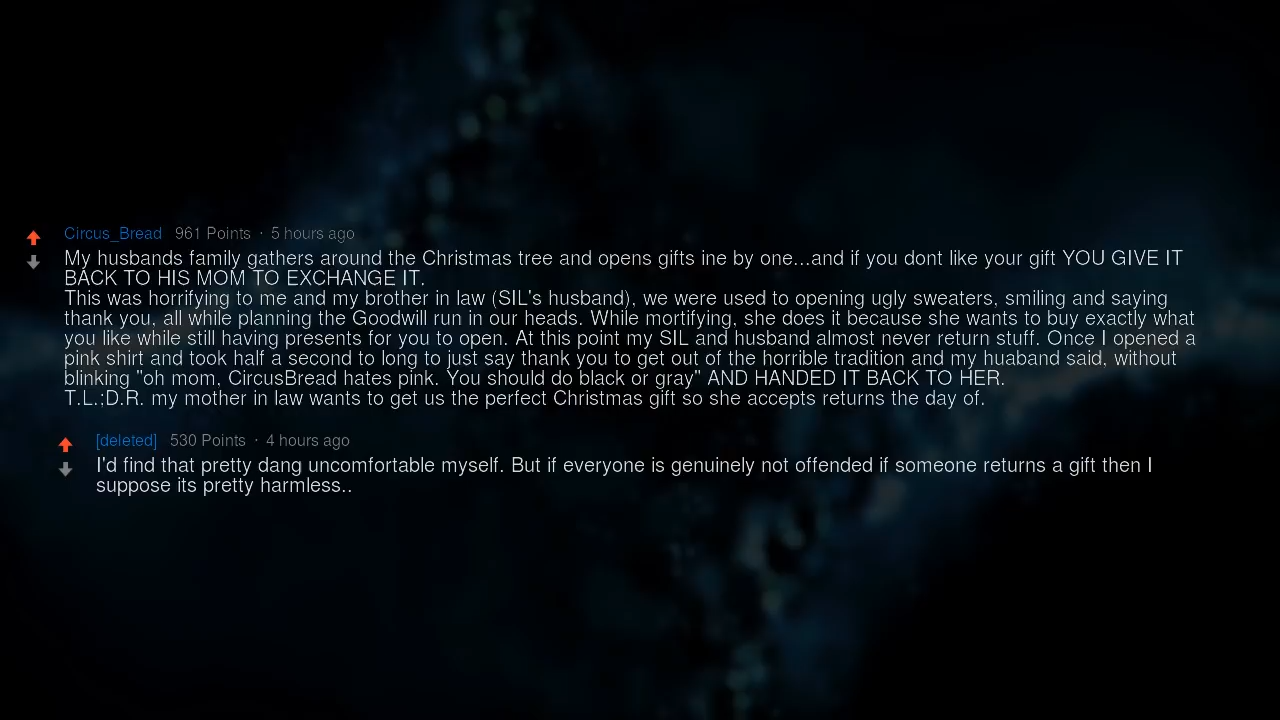 Circus_Bread 961 Points · 5 hours ago
My husbands family gathers around the Christmas tree and opens gifts ine by one...and if you dont like your gift YOU GIVE IT
BACK TO HIS MOM TO EXCHANGE IT.
This was horrifying to me and my brother in law (SIL's husband), we were used to opening ugly sweaters, smiling and saying
thank you, all while planning the Goodwill run in our heads. While mortifying, she does it because she wants to buy exactly what
you like while still having presents for you to open. At this point my SIL and husband almost never return stuff. Once I opened a
pink shirt and took half a second to long to just say thank you to get out of the horrible tradition and my huaband said, without
blinking "oh mom, CircusBread hates pink. You should do black or gray" AND HANDED IT BACK TO HER.
T.L.;D.R. my mother in law wants to get us the perfect Christmas gift so she accepts returns the day of.
[deleted] 530 Points · 4 hours ago
I'd find that pretty dang uncomfortable myself. But if everyone is genuinely not offended if someone returns a gift then I
suppose its pretty harmless..